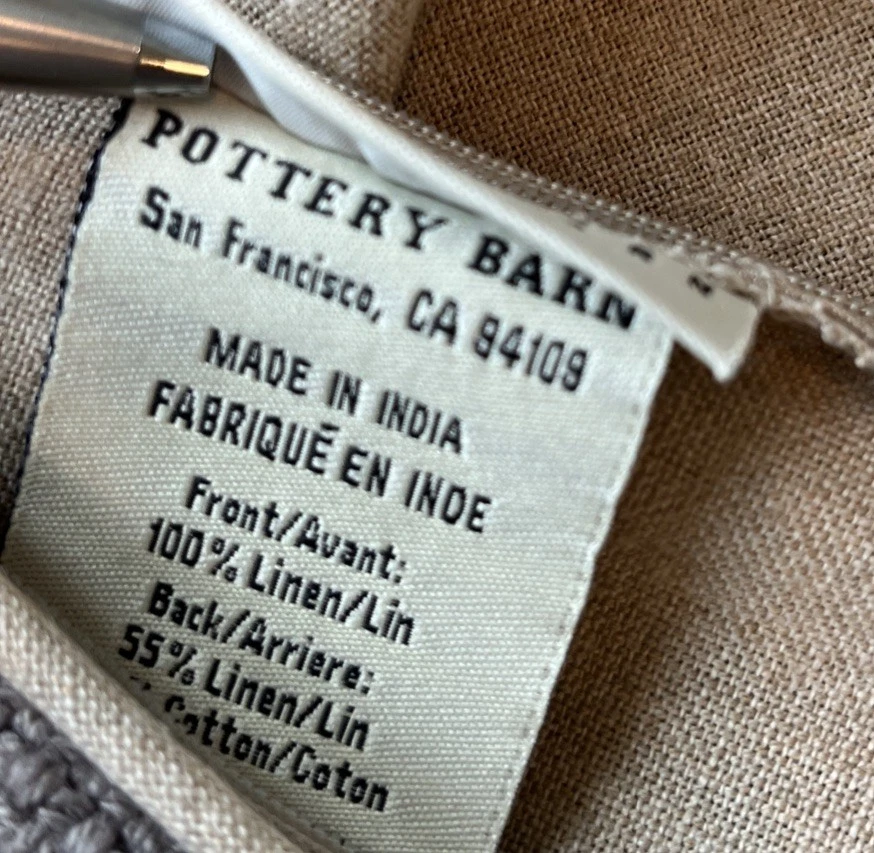 POTTERY BARN
San Francisco, CA 94109
MADE IN INDIA
FABRIQUÉ EN INDE
Front/Avant:
100% Linen/Lin
Back/Arriere:
55% Linen/Lin
Cotton/Coton